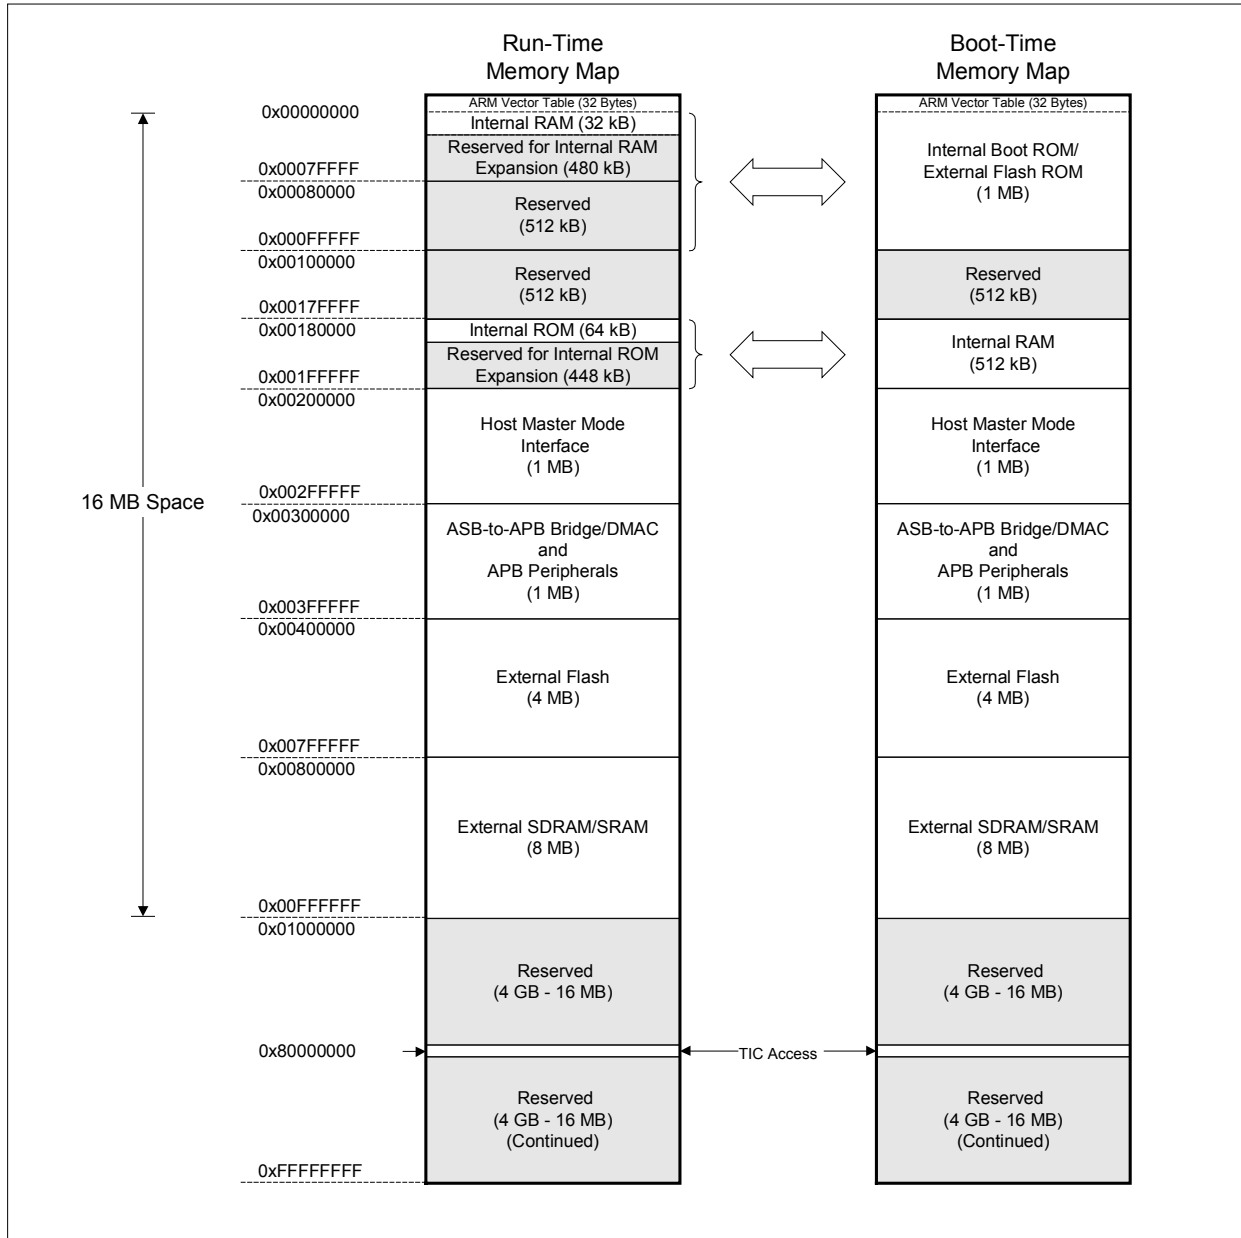 Run-Time
Memory Map
Boot-Time
Memory Map
ARM Vector Table (32 Bytes)
ARM Vector Table (32 Bytes)
0x00000000
Internal RAM (32 kB)
Reserved for Internal RAM
Expansion (480 kB)
Internal Boot ROM/
External Flash ROM
(1 MB)
0x0007FFFF
0x00080000
Reserved
(512 kB)
0x000FFFFF
0x00100000
Reserved
(512 kB)
Reserved
(512 kB)
0x0017FFFF
0x00180000
Internal ROM (64 kB)
Reserved for Internal ROM
Expansion (448 kB)
Internal RAM
(512 kB)
0x001FFFFF
0x00200000
Host Master Mode
Interface
(1 MB)
Host Master Mode
Interface
(1 MB)
16 MB Space
0x002FFFFF
0x00300000
ASB-to-APB Bridge/DMAC
and
APB Peripherals
(1 MB)
ASB-to-APB Bridge/DMAC
and
APB Peripherals
(1 MB)
0x003FFFFF
0x00400000
External Flash
(4 MB)
External Flash
(4 MB)
0x007FFFFF
0x00800000
External SDRAM/SRAM
(8 MB)
External SDRAM/SRAM
(8 MB)
0x00FFFFFF
0x01000000
Reserved
(4 GB - 16 MB)
Reserved
(4 GB - 16 MB)
0x80000000
TIC Access
Reserved
(4 GB - 16 MB)
(Continued)
Reserved
(4 GB - 16 MB)
(Continued)
0xFFFFFFFF